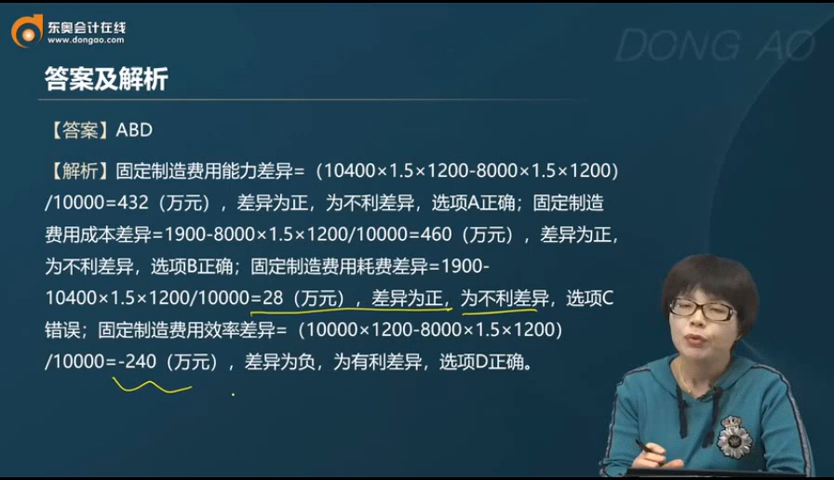 东奥会计在线
www.dongao.com
DONG AO
答案及解析
【答案】ABD
【解析】固定制造费用能力差异=（10400×1.5×1200-8000×1.5×1200）
/10000=432（万元），差异为正，为不利差异，选项A正确；固定制造
费用成本差异=1900-8000×1.5×1200/10000=460（万元），差异为正，
为不利差异，选项B正确；固定制造费用耗费差异=1900-
10400×1.5×1200/10000=28（万元），差异为正，为不利差异，选项C
错误；固定制造费用效率差异=（10000×1200-8000×1.5×1200）
/10000=-240（万元），差异为负，为有利差异，选项D正确。